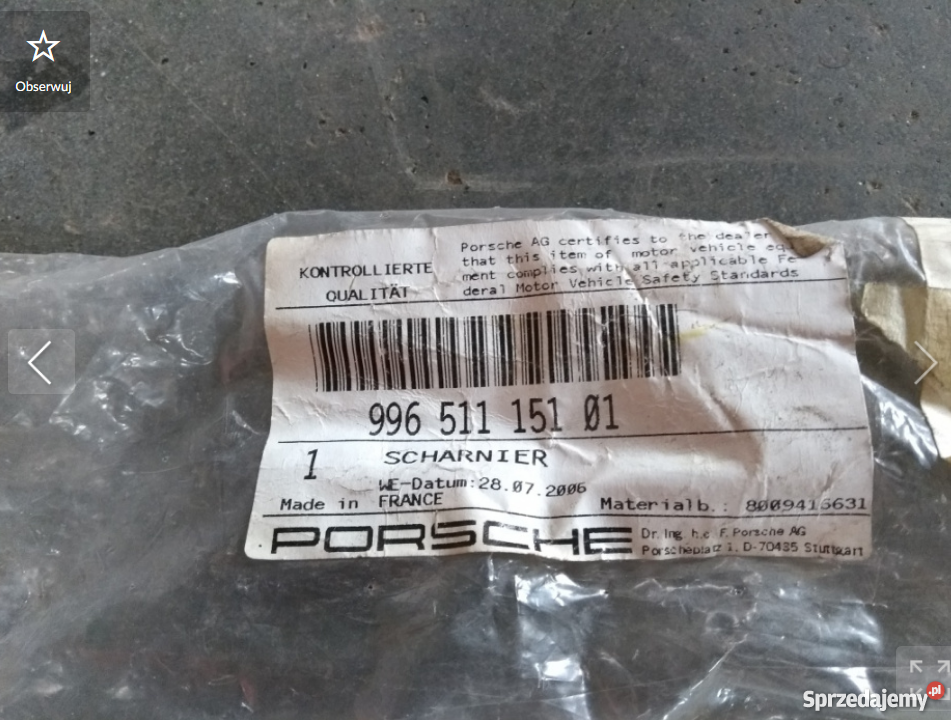 Obserwuj
Porsche AG certifies to the dealer
that this item of motor vehicle
ment complies with all applicable Fe
deral Motor Vehicle Safety Standards
KONTROLLIERTE
QUALITÄT
996 511 151 01
1
SCHARNIER
WE-Datum:28.07.2006
Made in FRANCE
Materialb.: 8009415631
PORSCHE
Dr. Ing. h.c. F. Porsche AG
Porscheplatz 1, D-70435 Stuttgart
Sprzedajemy.pl